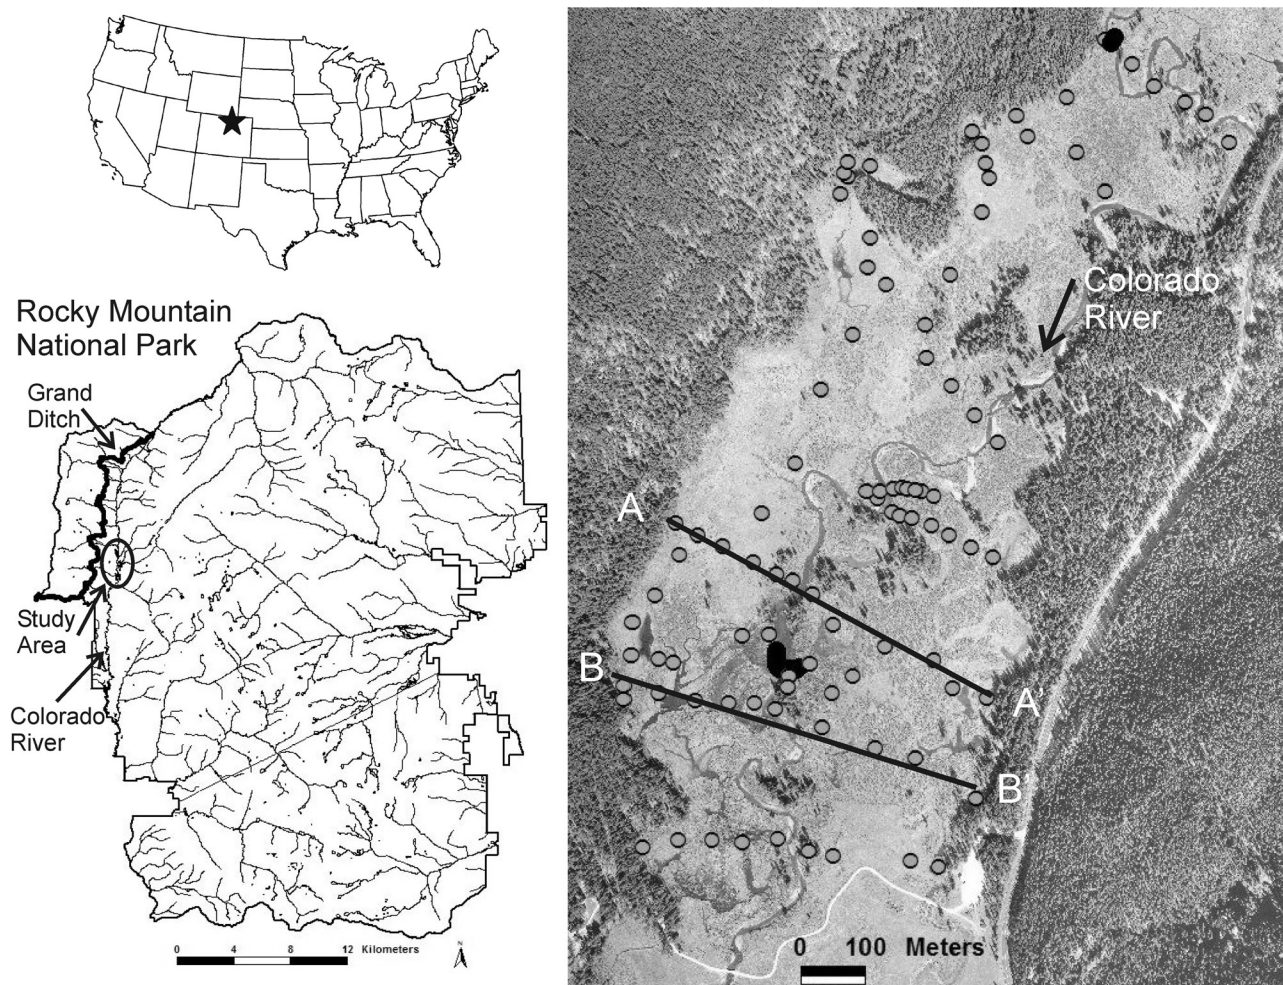 Rocky Mountain
National Park
Grand
Ditch
Study
Area
Colorado
River
0 4 8 12 Kilometers
N
Colorado
River
A
A'
B
B'
0 100 Meters